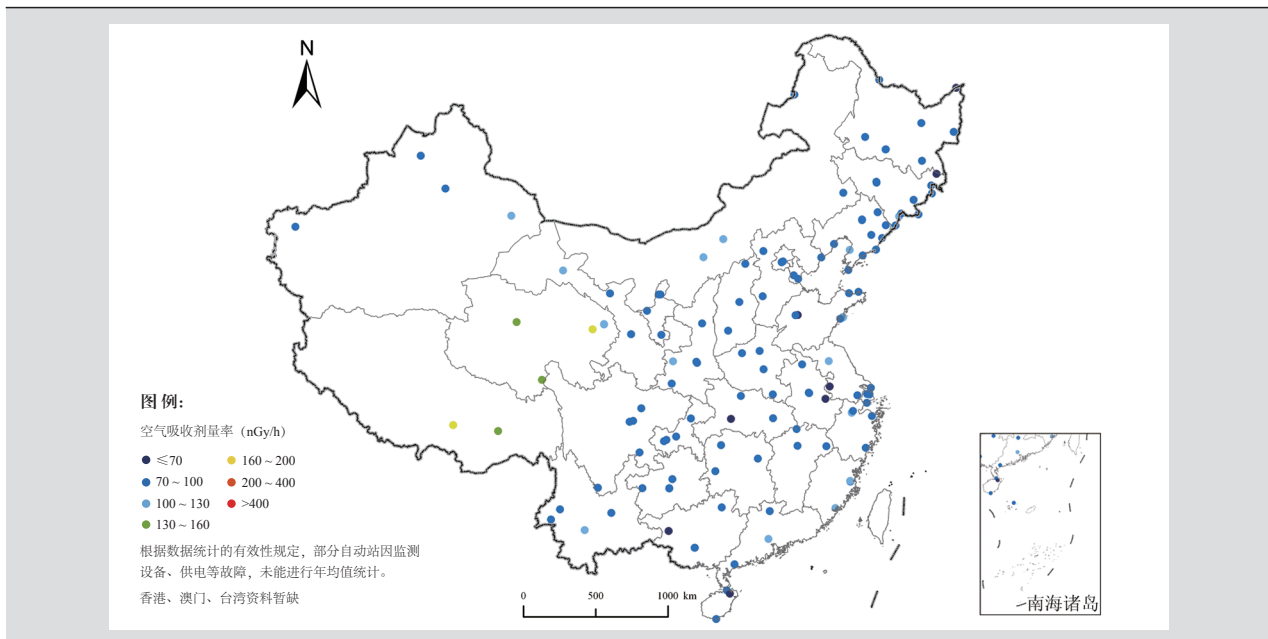 N
图 例:
空气吸收剂量率（nGy/h）
≤70
160 ~ 200
70 ~ 100
200 ~ 400
100 ~ 130
>400
130 ~ 160
根据数据统计的有效性规定，部分自动站因监测
设备、供电等故障，未能进行年均值统计。
香港、澳门、台湾资料暂缺
0 500 1000 km
南海诸岛